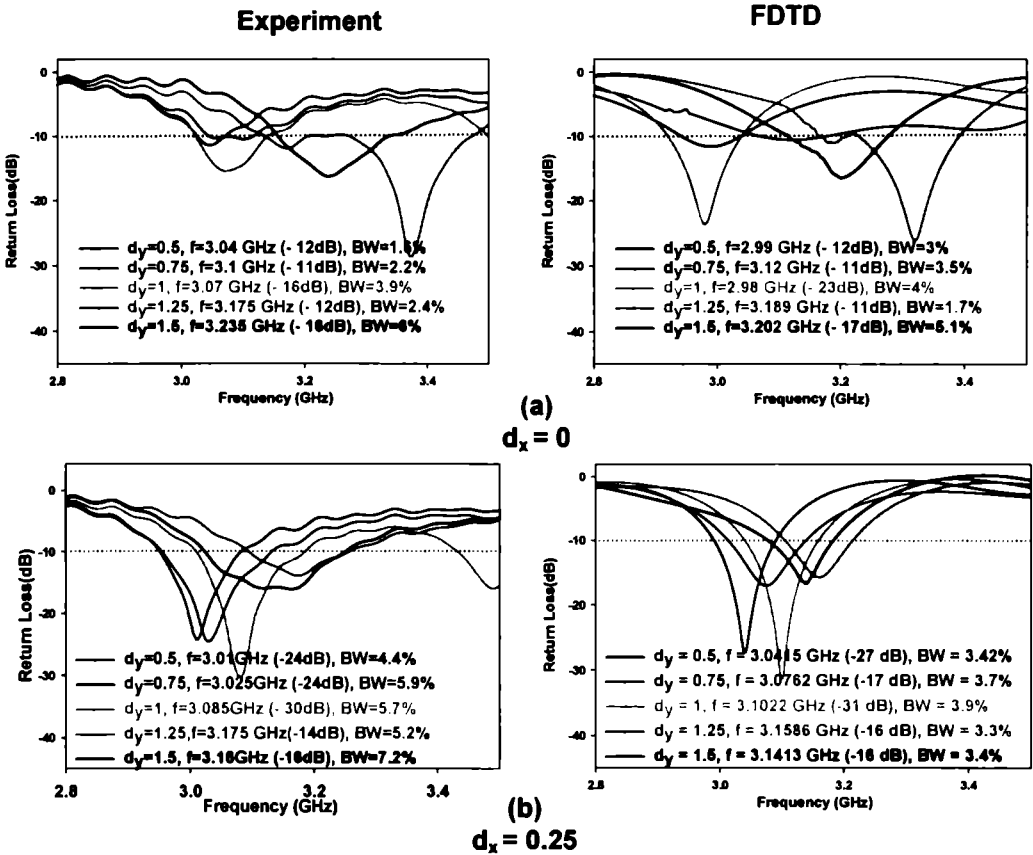 Experiment
FDTD
0
-10
-20
-30
-40
Return Loss(dB)
dy=0.5, f=3.04 GHz (- 12dB), BW=1.6%
dy=0.75, f=3.1 GHz (- 11dB), BW=2.2%
dy=1, f=3.07 GHz (- 16dB), BW=3.9%
dy=1.25, f=3.175 GHz (- 12dB), BW=2.4%
dy=1.5, f=3.235 GHz (- 16dB), BW=6%
2.8 3.0 3.2 3.4
Frequency (GHz)
0
-10
-20
-30
-40
Return Loss(dB)
dy=0.5, f=2.99 GHz (- 12dB), BW=3%
dy=0.75, f=3.12 GHz (- 11dB), BW=3.5%
dy=1, f=2.98 GHz (- 23dB), BW=4%
dy=1.25, f=3.189 GHz (- 11dB), BW=1.7%
dy=1.5, f=3.202 GHz (- 17dB), BW=5.1%
2.8 3.0 3.2 3.4
Frequency (GHz)
(a)
dx = 0
0
-10
-20
-30
-40
Return Loss(dB)
dy=0.5, f=3.01GHz (-24dB), BW=4.4%
dy=0.75, f=3.025GHz (-24dB), BW=5.9%
dy=1, f=3.085GHz (- 30dB), BW=5.7%
dy=1.25,f=3.175GHz(-14dB), BW=5.2%
dy=1.5, f=3.16GHz (-16dB), BW=7.2%
2.8 3.0 3.2 3.4
Frequency (GHz)
0
-10
-20
-30
-40
Return Loss(dB)
dy = 0.5, f = 3.0415 GHz (-27 dB), BW = 3.42%
dy = 0.75, f = 3.0762 GHz (-17 dB), BW = 3.7%
dy = 1, f = 3.1022 GHz (-31 dB), BW = 3.9%
dy = 1.25, f = 3.1586 GHz (-16 dB), BW = 3.3%
dy = 1.5, f = 3.1413 GHz (-16 dB), BW = 3.4%
2.8 3.0 3.2 3.4
Frequency (GHz)
(b)
dx = 0.25